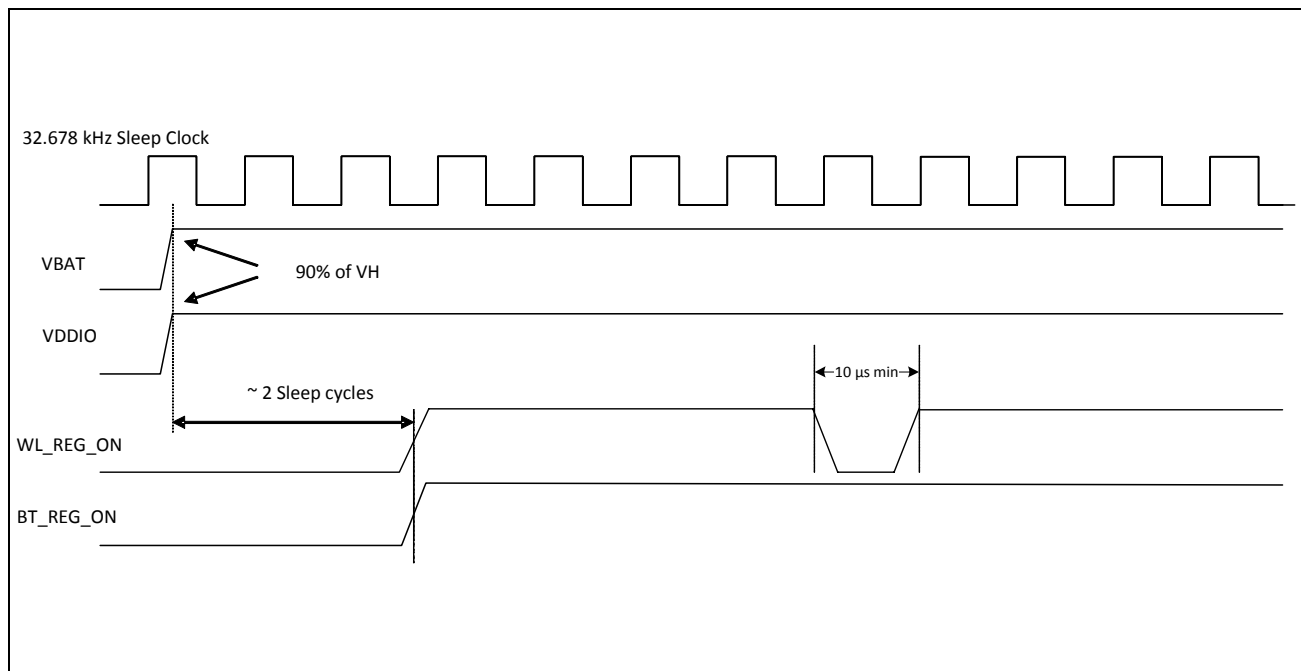 32.678 kHz Sleep Clock
VBAT
90% of VH
VDDIO
10 µs min
~ 2 Sleep cycles
WL_REG_ON
BT_REG_ON